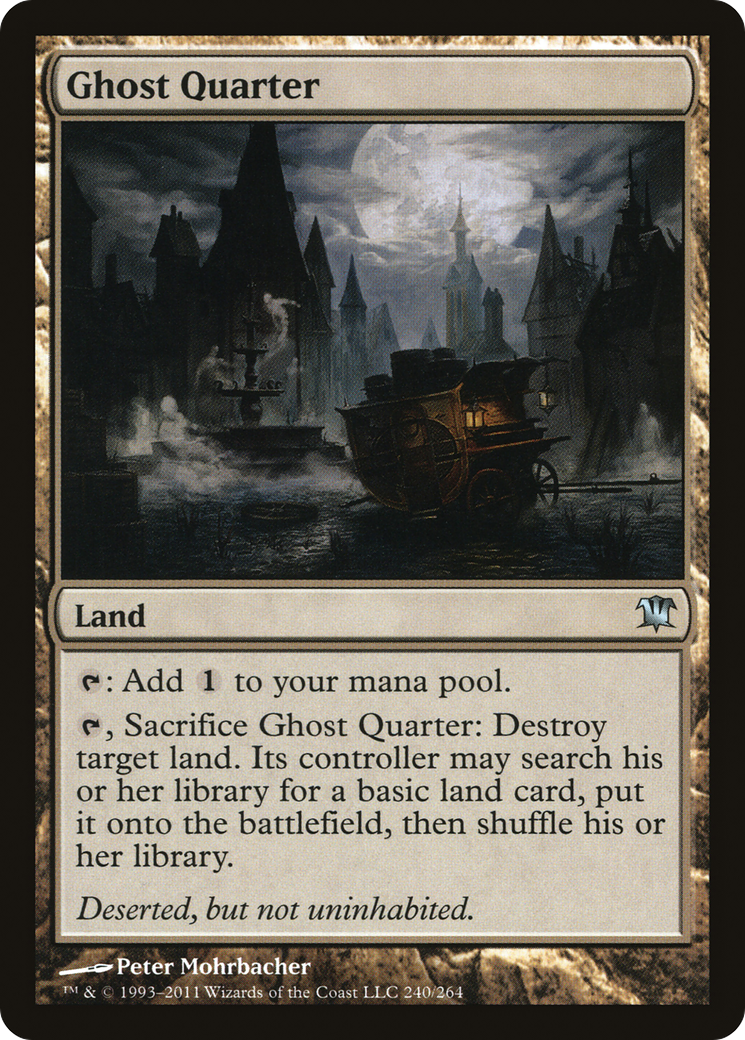 Ghost Quarter
Land
: Add 1 to your mana pool.
, Sacrifice Ghost Quarter: Destroy
target land. Its controller may search his
or her library for a basic land card, put
it onto the battlefield, then shuffle his or
her library.
Deserted, but not uninhabited.
Peter Mohrbacher
™ & © 1993–2011 Wizards of the Coast LLC 240/264